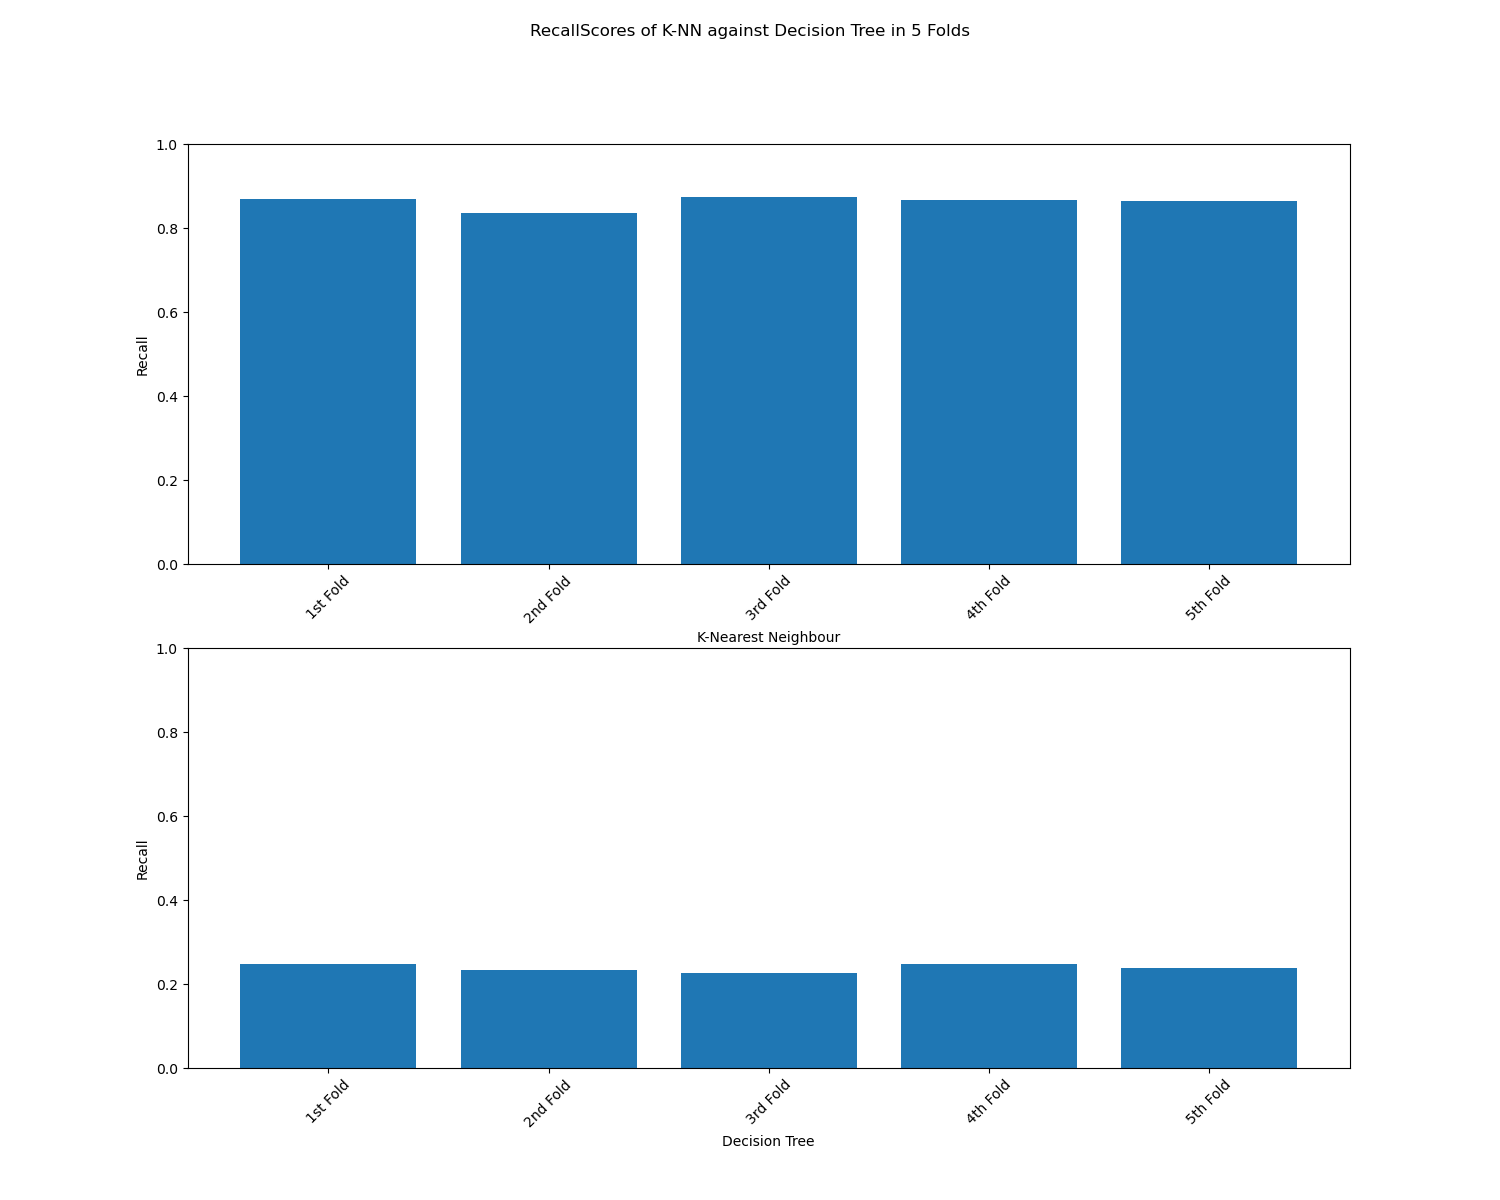 RecallScores of K-NN against Decision Tree in 5 Folds
1.0
0.8
0.6
0.4
0.2
0.0
Recall
1st Fold
2nd Fold
3rd Fold
4th Fold
5th Fold
K-Nearest Neighbour
1.0
0.8
0.6
0.4
0.2
0.0
Recall
1st Fold
2nd Fold
3rd Fold
4th Fold
5th Fold
Decision Tree